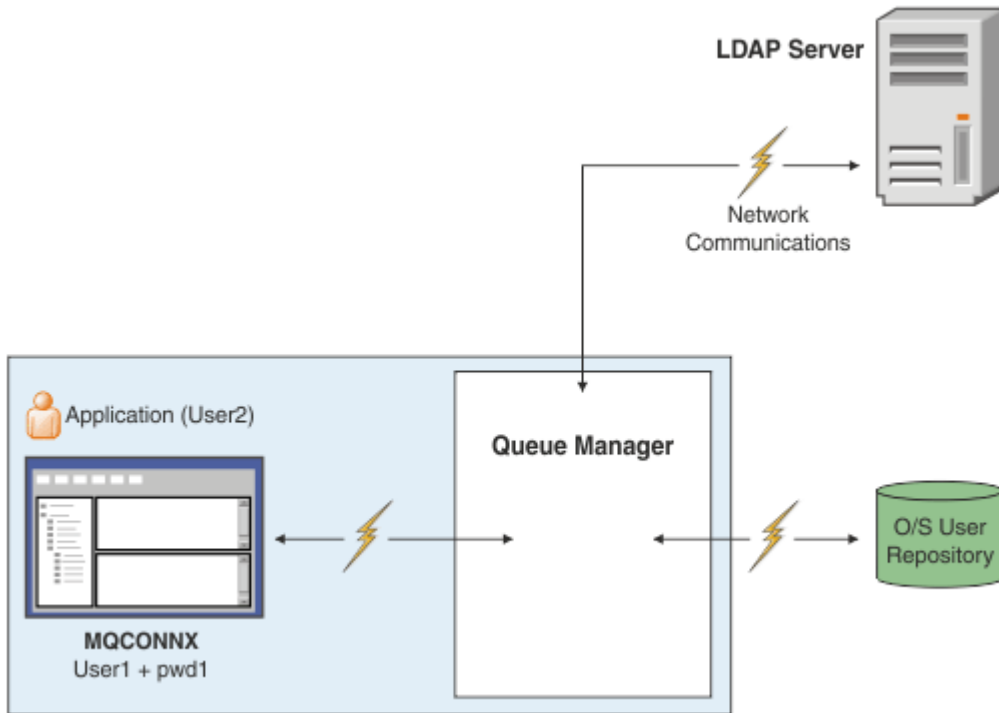 LDAP Server
Network
Communications
Application (User2)
Queue Manager
O/S User
Repository
MQCONNX
User1 + pwd1